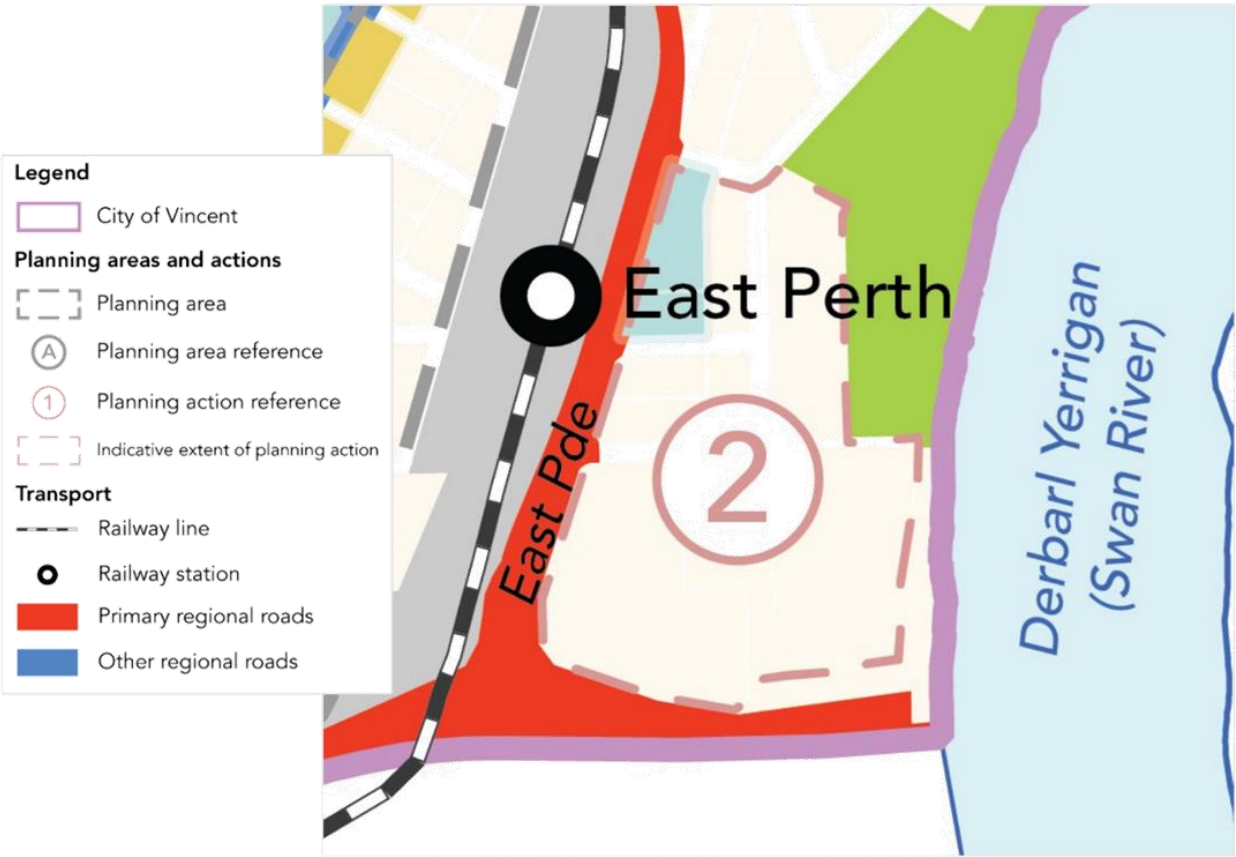 Legend
City of Vincent
Planning areas and actions
Planning area
A
Planning area reference
1
Planning action reference
Indicative extent of planning action
Transport
Railway line
Railway station
Primary regional roads
Other regional roads
East Perth
East Pde
2
Derbarl Yerrigan
(Swan River)